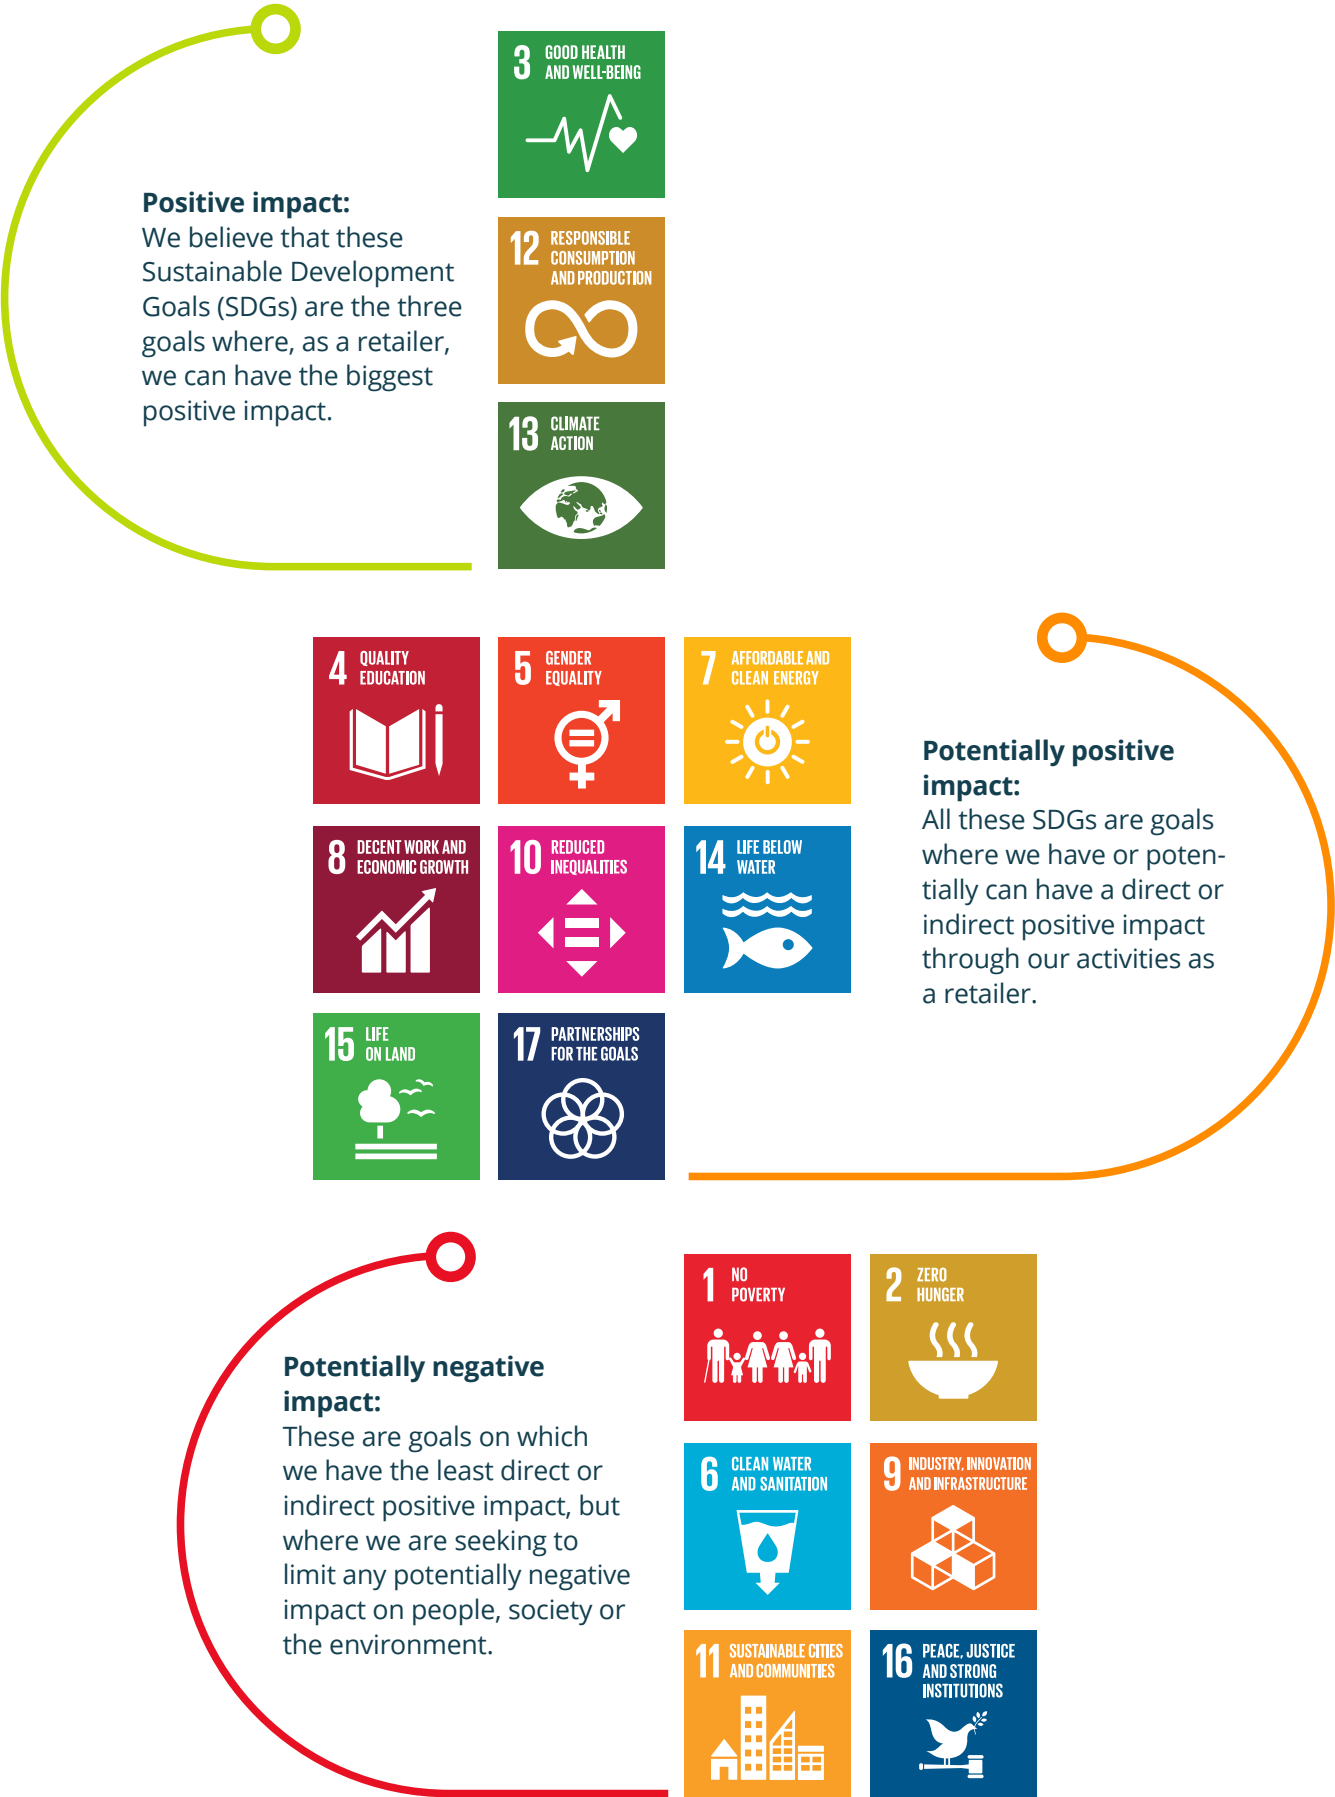 3 GOOD HEALTH
AND WELL-BEING
Positive impact:
We believe that these
Sustainable Development
Goals (SDGs) are the three
goals where, as a retailer,
we can have the biggest
positive impact.
12 RESPONSIBLE
CONSUMPTION
AND PRODUCTION
13 CLIMATE
ACTION
4 QUALITY
EDUCATION
5 GENDER
EQUALITY
7 AFFORDABLE AND
CLEAN ENERGY
8 DECENT WORK AND
ECONOMIC GROWTH
10 REDUCED
INEQUALITIES
14 LIFE BELOW
WATER
15 LIFE
ON LAND
17 PARTNERSHIPS
FOR THE GOALS
Potentially positive
impact:
All these SDGs are goals
where we have or poten-
tially can have a direct or
indirect positive impact
through our activities as
a retailer.
Potentially negative
impact:
These are goals on which
we have the least direct or
indirect positive impact, but
where we are seeking to
limit any potentially negative
impact on people, society or
the environment.
1 NO
POVERTY
2 ZERO
HUNGER
6 CLEAN WATER
AND SANITATION
9 INDUSTRY, INNOVATION
AND INFRASTRUCTURE
11 SUSTAINABLE CITIES
AND COMMUNITIES
16 PEACE, JUSTICE
AND STRONG
INSTITUTIONS